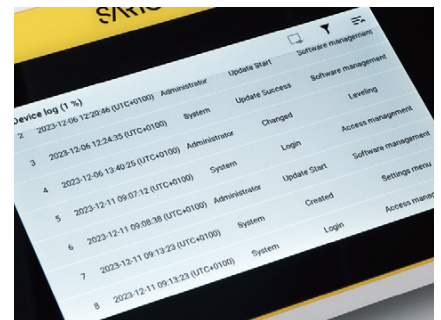 Device log (1 %)
2 2023-12-06 12:20:46 (UTC+0100) Administrator Update Start Software management
3 2023-12-06 12:24:35 (UTC+0100) System Update Success Software management
4 2023-12-06 13:40:25 (UTC+0100) Administrator Changed Leveling
5 2023-12-11 09:07:12 (UTC+0100) System Login Access management
6 2023-12-11 09:08:38 (UTC+0100) Administrator Update Start Software management
7 2023-12-11 09:13:23 (UTC+0100) System Created Settings menu
8 2023-12-11 09:13:23 (UTC+0100) System Login Access manag